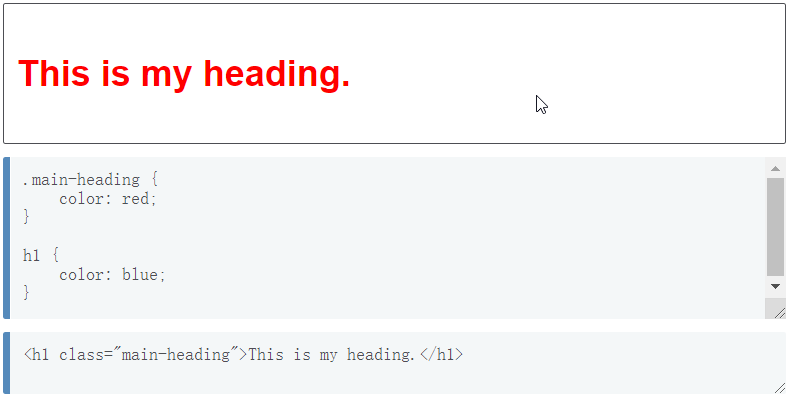 This is my heading.
.main-heading {
    color: red;
}

h1 {
    color: blue;
}
<h1 class="main-heading">This is my heading.</h1>